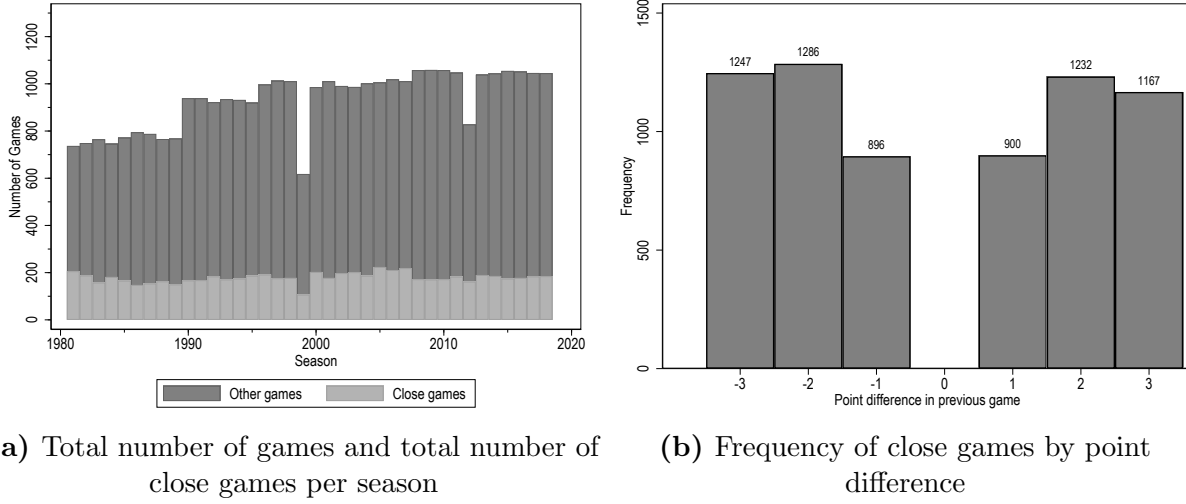 1200
1000
800
600
400
200
0
Number of Games
1980
1990
2000
2010
2020
Season
Other games
Close games
a) Total number of games and total number of
close games per season
1500
1000
500
0
Frequency
1247
1286
896
900
1232
1167
-3
-2
-1
0
1
2
3
Point difference in previous game
(b) Frequency of close games by point
difference